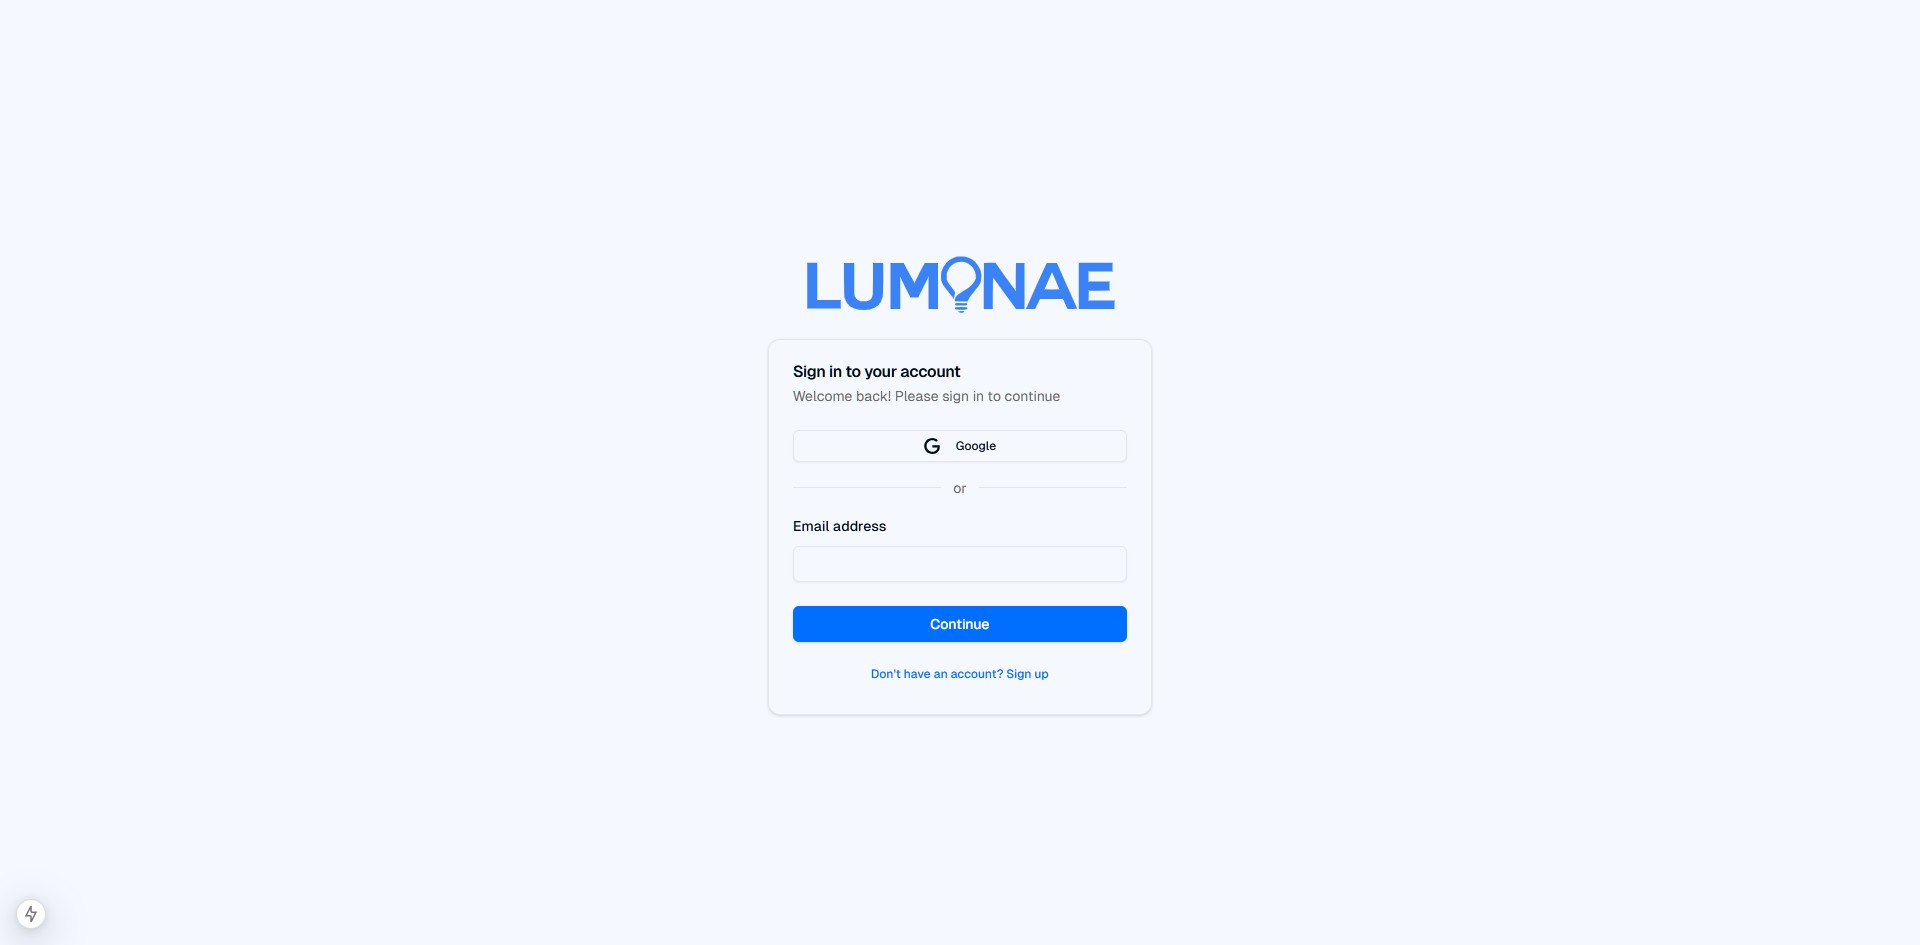 LUMONAE
Sign in to your account
Welcome back! Please sign in to continue
Google
or
Email address
Continue
Don't have an account? Sign up